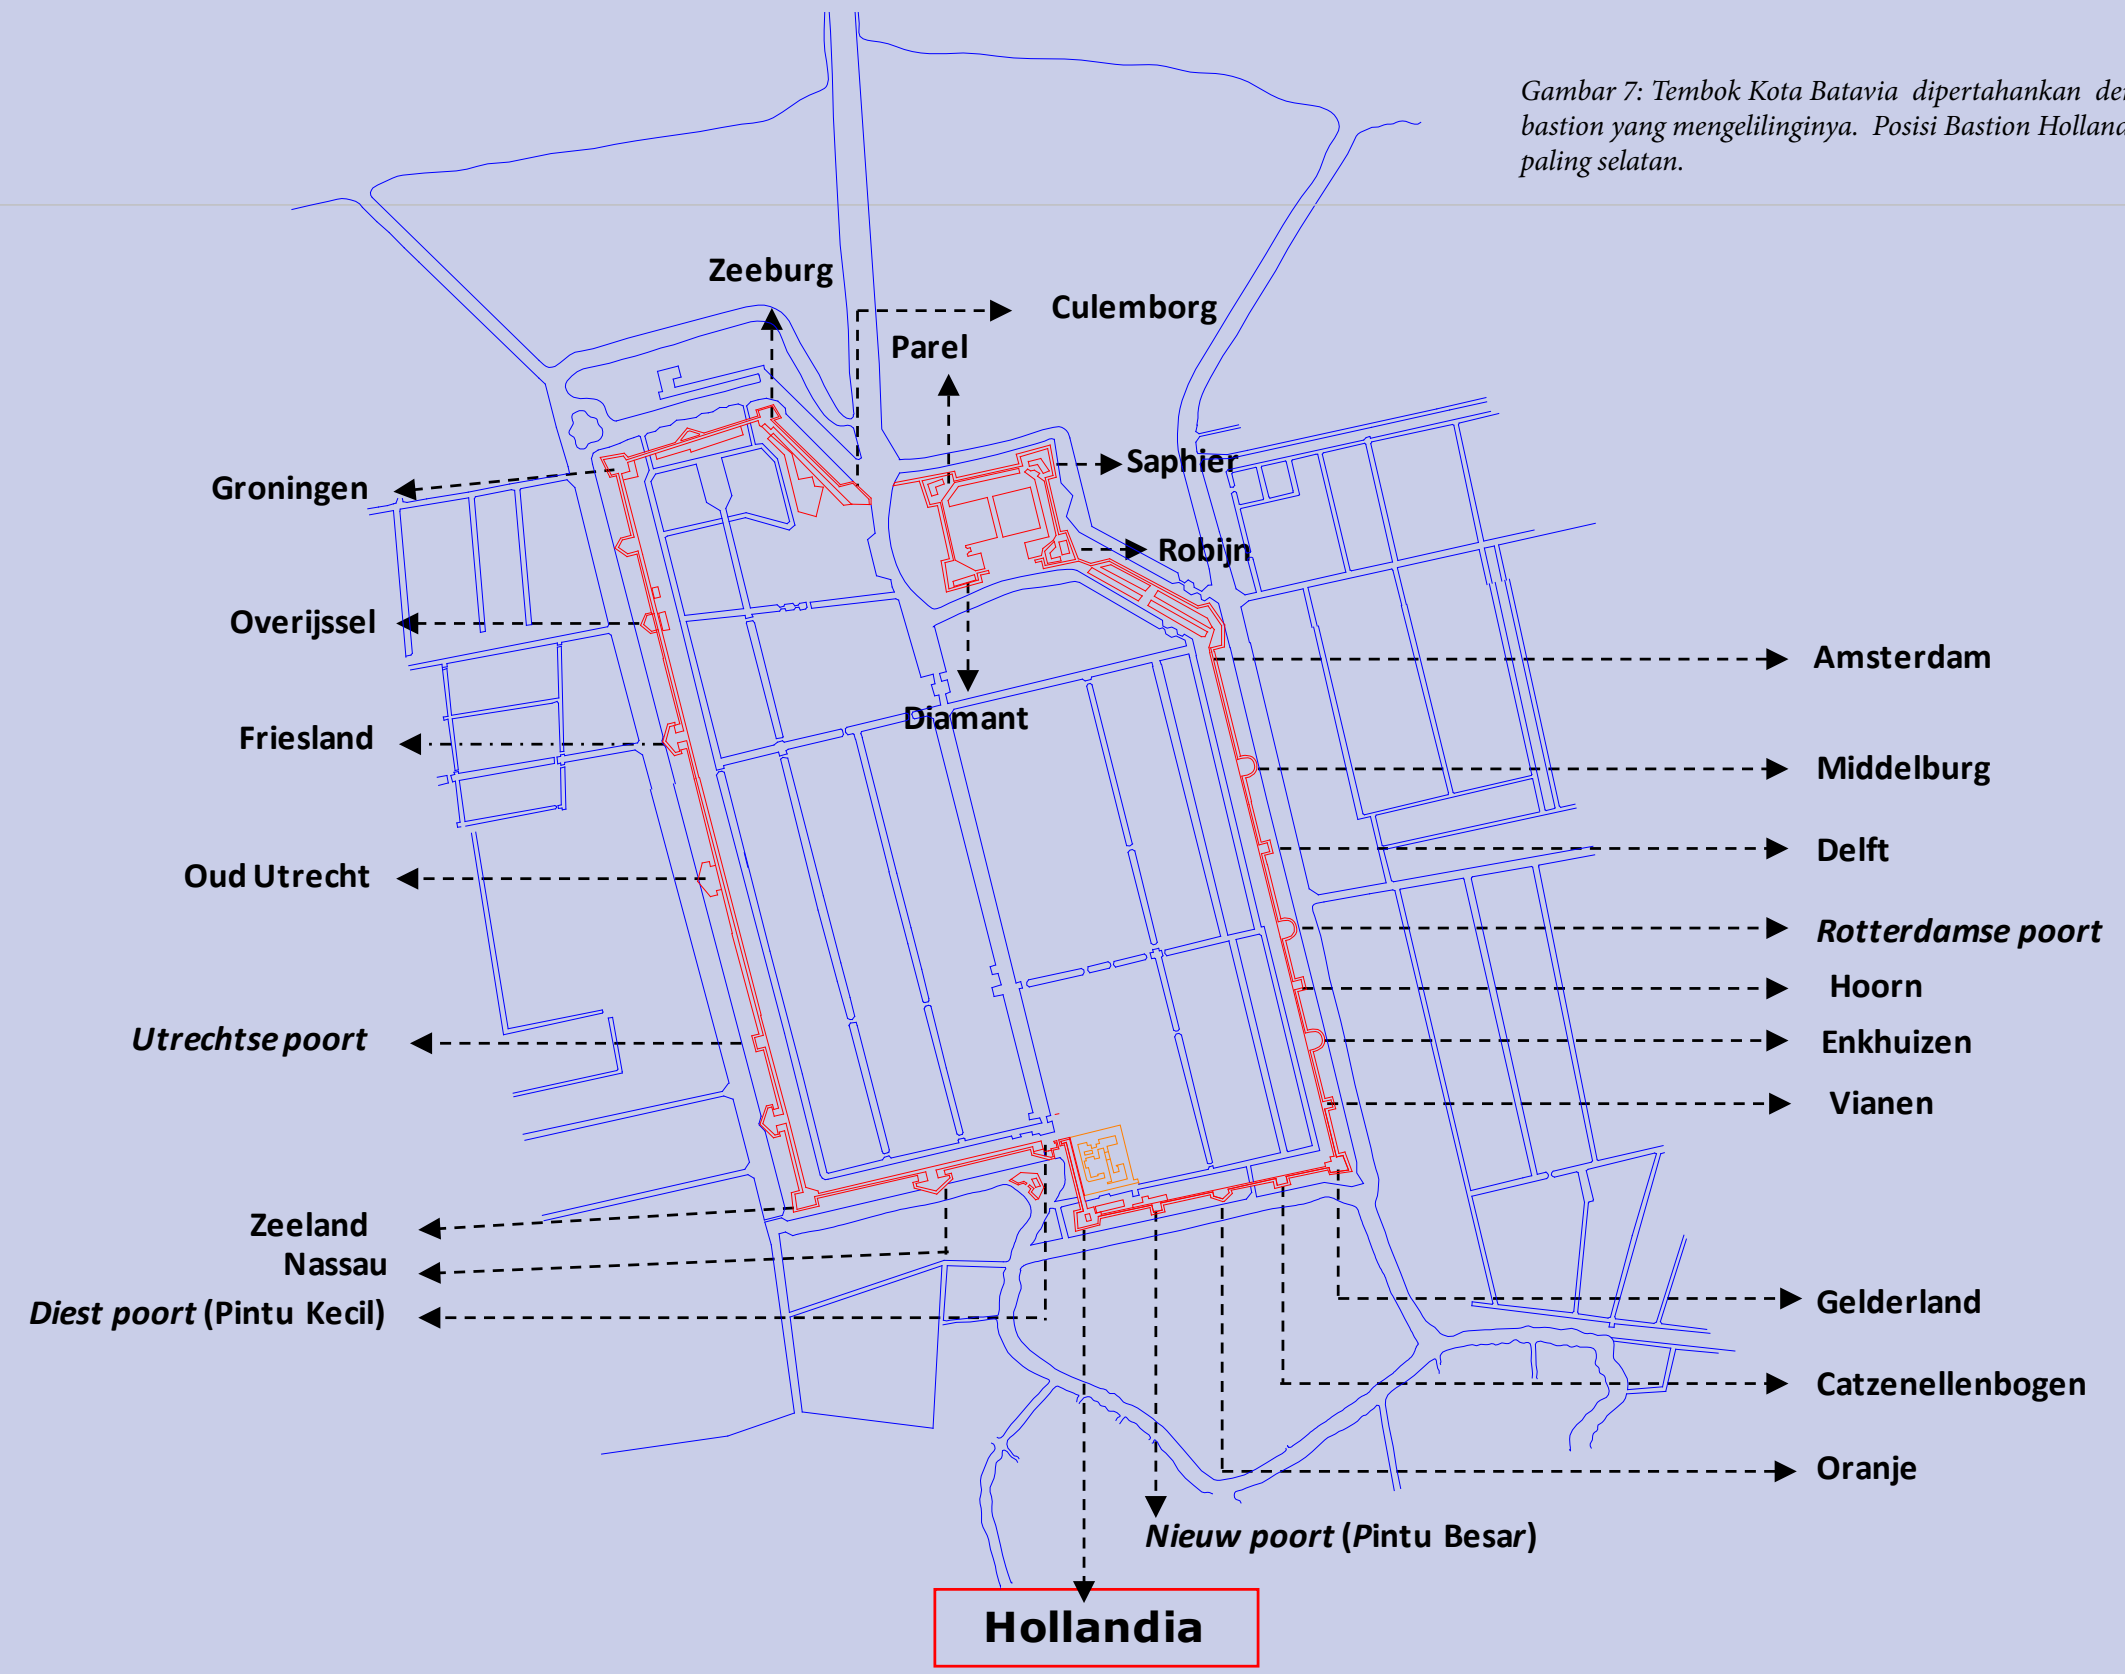 Gambar 7: Tembok Kota Batavia dipertahankan
bastion yang mengelilinginya. Posisi Bastion
paling selatan.
Zeeburg
Culemborg
Parel
Saphier
Groningen
Robijn
Overijssel
Amsterdam
Diamant
Friesland
Middelburg
Delft
Oud Utrecht
Rotterdamse poort
Hoorn
Utrechtse poort
Enkhuizen
Vianen
Zeeland
Nassau
Diest poort (Pintu Kecil)
Gelderland
Catzenellenbogen
Oranje
Nieuw poort (Pintu Besar)
Hollandia